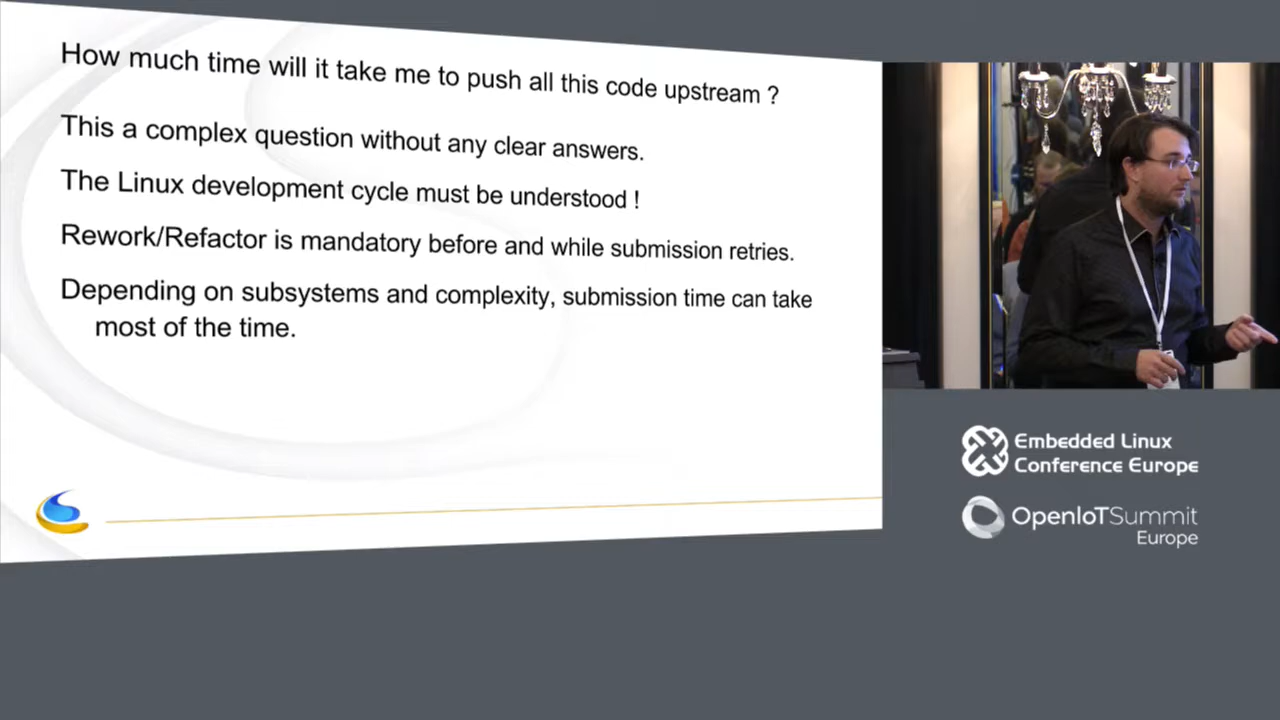 How much time will it take me to push all this code upstream ?
This a complex question without any clear answers.
The Linux development cycle must be understood !
Rework/Refactor is mandatory before and while submission retries.
Depending on subsystems and complexity, submission time can take
most of the time.
Embedded Linux
Conference Europe
OpenIoTSummit
Europe